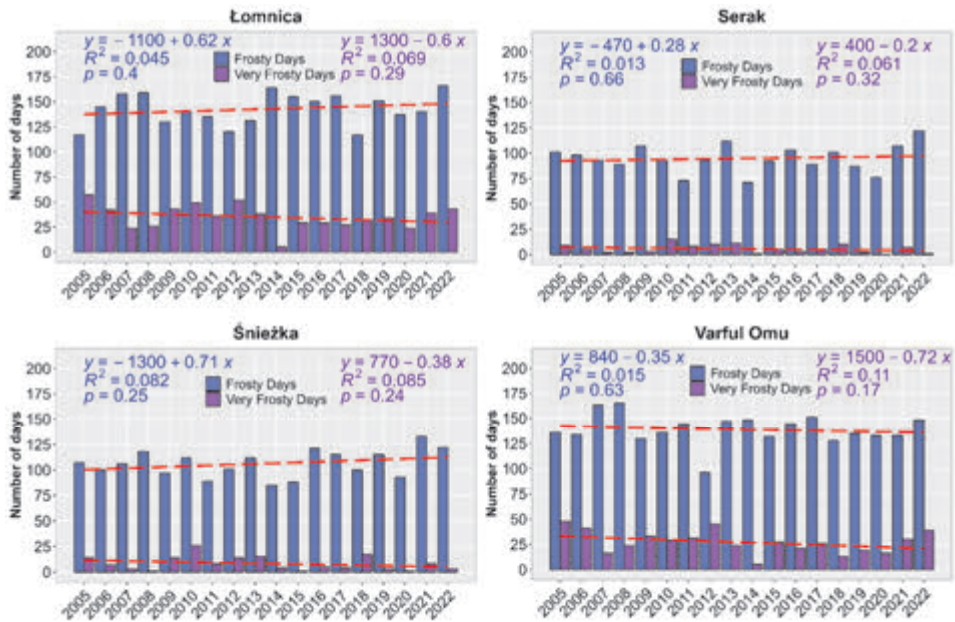 Łomnica
y = − 1100 + 0.62 x
R² = 0.045
p = 0.4
1300 − 0.6 x
R² = 0.069
p = 0.29
Frosty Days
Very Frosty Days
Number of days
200
175
150
125
100
75
50
25
0
2005 2006 2007 2008 2009 2010 2011 2012 2013 2014 2015 2016 2017 2018 2019 2020 2021 2022
Serak
y = − 470 + 0.28 x
R² = 0.013
p = 0.66
400 − 0.2 x
R² = 0.061
p = 0.32
Frosty Days
Very Frosty Days
Number of days
200
175
150
125
100
75
50
25
0
2005 2006 2007 2008 2009 2010 2011 2012 2013 2014 2015 2016 2017 2018 2019 2020 2021 2022
Śnieżka
y = − 1300 + 0.71 x
R² = 0.082
p = 0.25
y = 770 − 0.38 x
R² = 0.085
p = 0.24
Frosty Days
Very Frosty Days
Number of days
200
175
150
125
100
75
50
25
0
2005 2006 2007 2008 2009 2010 2011 2012 2013 2014 2015 2016 2017 2018 2019 2020 2021 2022
Varful Omu
y = 840 − 0.35 x
R² = 0.015
p = 0.63
y = 1500 − 0.72 x
R² = 0.11
p = 0.17
Frosty Days
Very Frosty Days
Number of days
200
175
150
125
100
75
50
25
0
2005 2006 2007 2008 2009 2010 2011 2012 2013 2014 2015 2016 2017 2018 2019 2020 2021 2022